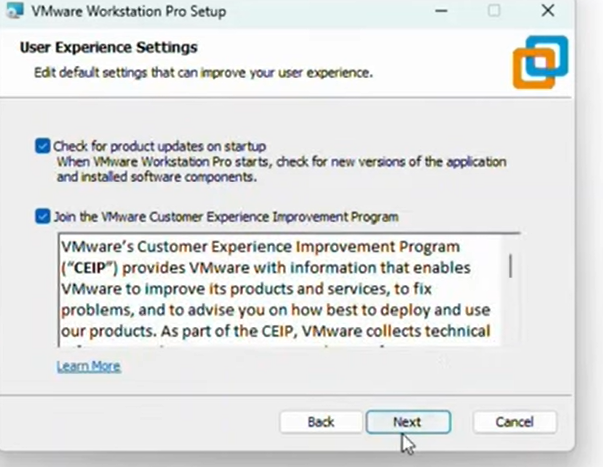 VMware Workstation Pro Setup
User Experience Settings
Edit default settings that can improve your user experience.
Check for product updates on startup
When VMware Workstation Pro starts, check for new versions of the application
and installed software components.
Join the VMware Customer Experience Improvement Program
VMware's Customer Experience Improvement Program
("CEIP") provides VMware with information that enables
VMware to improve its products and services, to fix
problems, and to advise you on how best to deploy and use
our products. As part of the CEIP, VMware collects technical
Learn More
Back
Next
Cancel